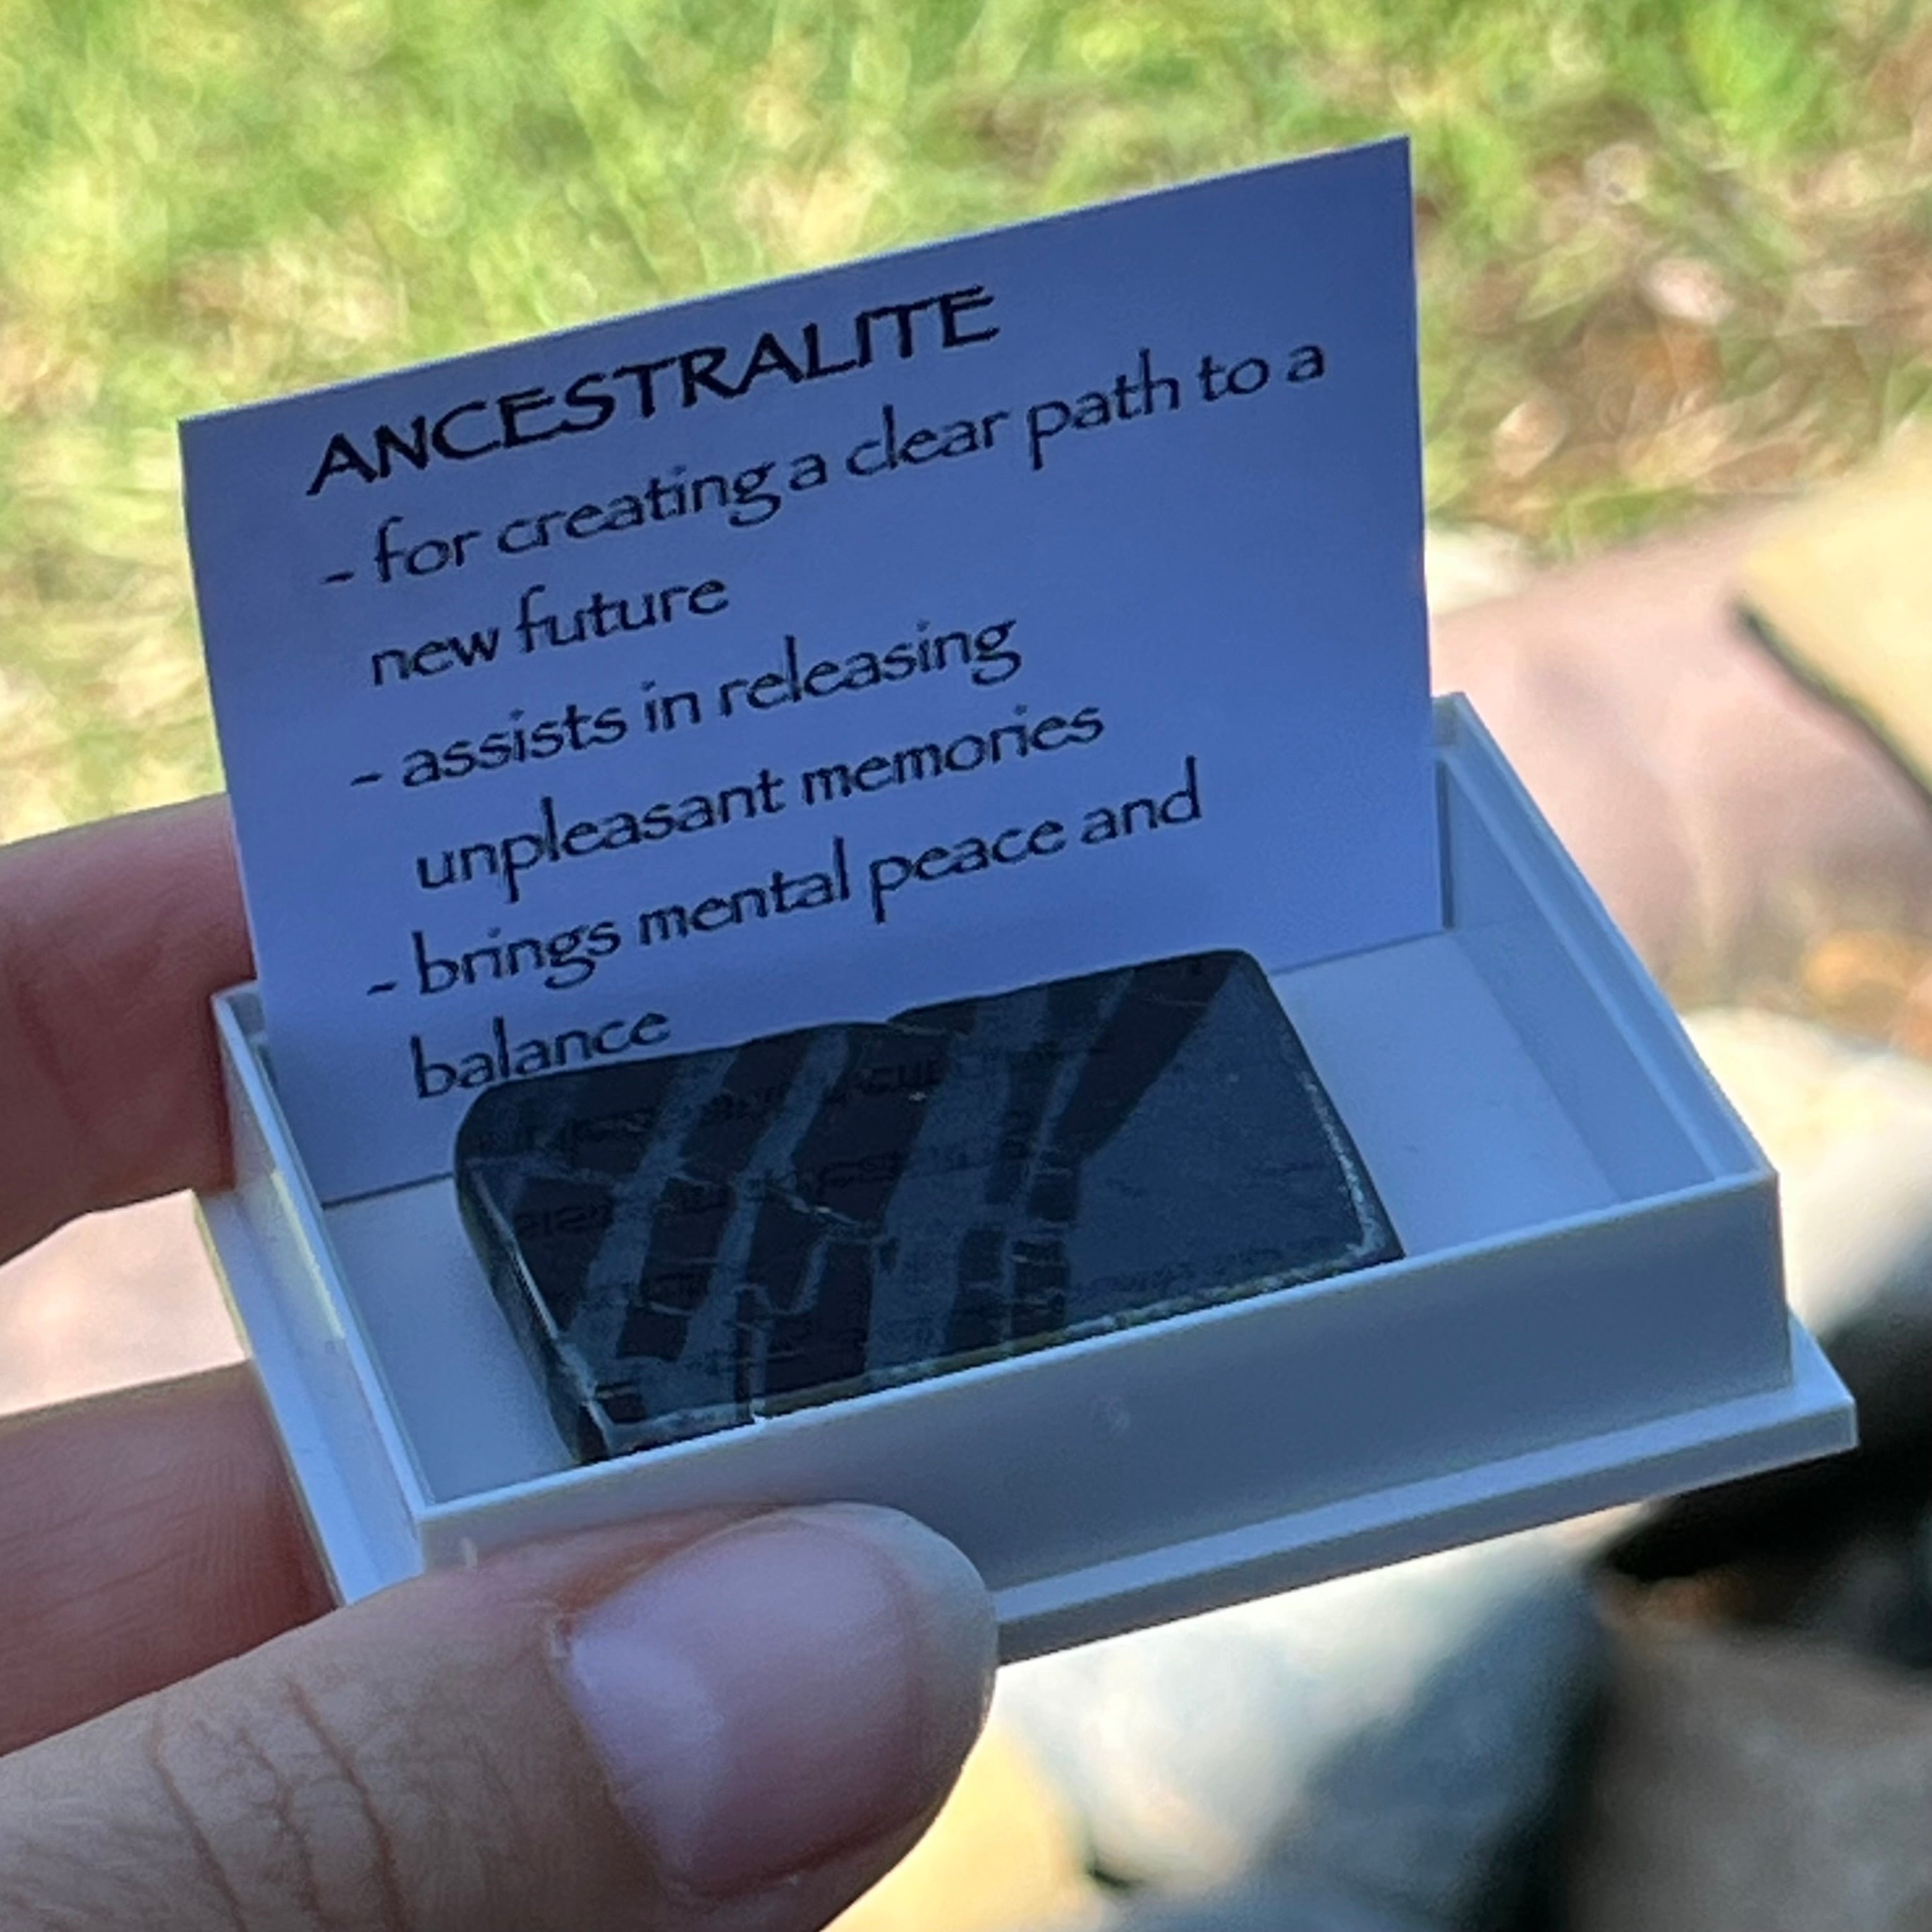 ANCESTRALITE
- for creating a clear path to a
new future
- assists in releasing
unpleasant memories
- brings mental peace and
balance